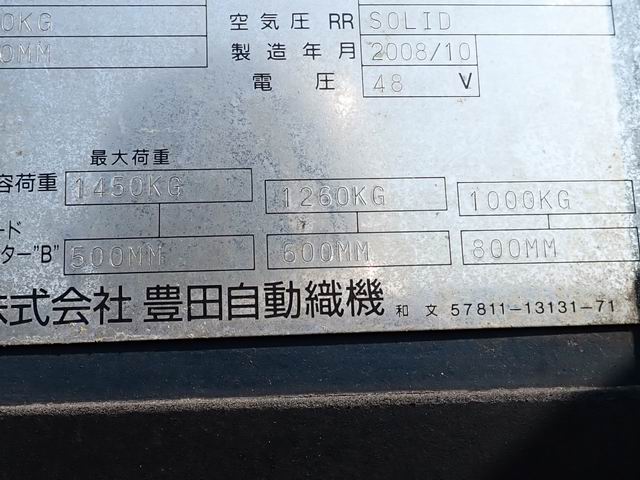 0KG 空気圧 RR SOLID
0MM 製造年月 2008/10
電圧 48 V
最大荷重
容荷重 1450KG 1260KG 1000KG
ード
ター"B" 500MM 600MM 800MM
株式会社 豊田自動織機 和文 57811-13131-71